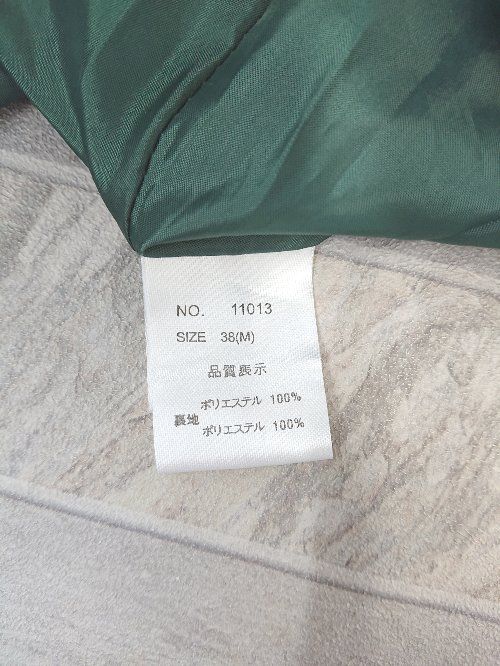 NO. 11013
SIZE 38(M)
品質表示
ポリエステル 100%
裏地
ポリエステル 100%